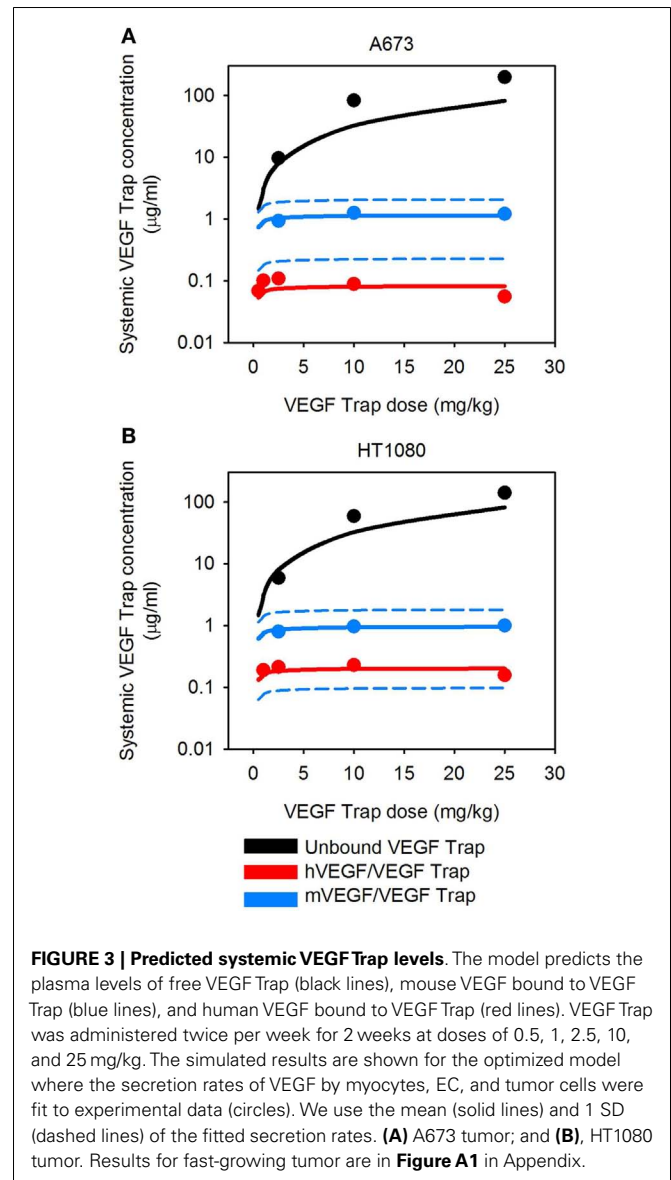 A
A673
100
10
1
0.1
0.01
Systemic VEGF Trap concentration
(μg/ml)
0 5 10 15 20 25 30
VEGF Trap dose (mg/kg)
B
HT1080
100
10
1
0.1
0.01
Systemic VEGF Trap concentration
(μg/ml)
0 5 10 15 20 25 30
VEGF Trap dose (mg/kg)
Unbound VEGF Trap
hVEGF/VEGF Trap
mVEGF/VEGF Trap
FIGURE 3 | Predicted systemic VEGF Trap levels. The model predicts the
plasma levels of free VEGF Trap (black lines), mouse VEGF bound to VEGF
Trap (blue lines), and human VEGF bound to VEGF Trap (red lines). VEGF Trap
was administered twice per week for 2 weeks at doses of 0.5, 1, 2.5, 10,
and 25 mg/kg. The simulated results are shown for the optimized model
where the secretion rates of VEGF by myocytes, EC, and tumor cells were
fit to experimental data (circles). We use the mean (solid lines) and 1 SD
(dashed lines) of the fitted secretion rates. (A) A673 tumor; and (B), HT1080
tumor. Results for fast-growing tumor are in Figure A1 in Appendix.